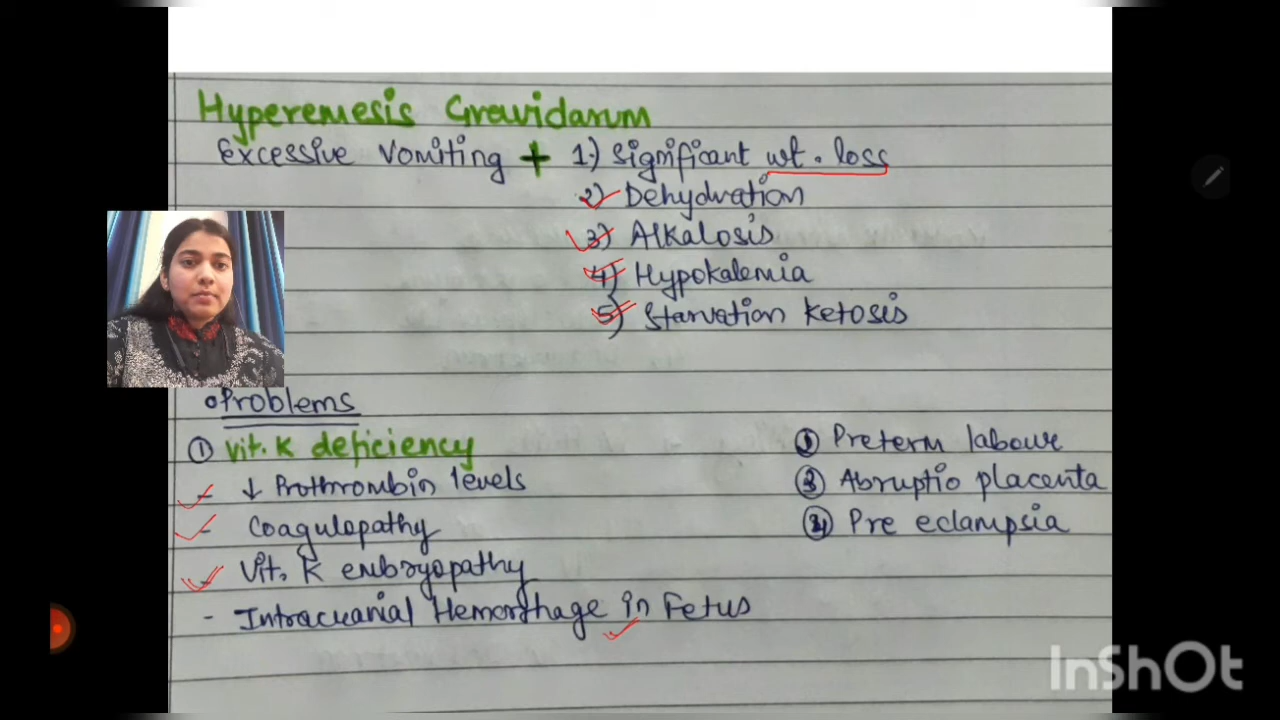 Hyperemesis Gravidarum
Excessive Vomiting + 1) Significant wt. loss
2) Dehydration
3) Alkalosis
4) Hypokalemia
5) Starvation Ketosis
• Problems
① Vit. K deficiency
- ↓ Prothrombin levels
- Coagulopathy
- Vit. K embryopathy
- Intracranial Hemorrhage in Fetus
② Preterm labour
③ Abruptio placenta
④ Pre eclampsia
InShOt